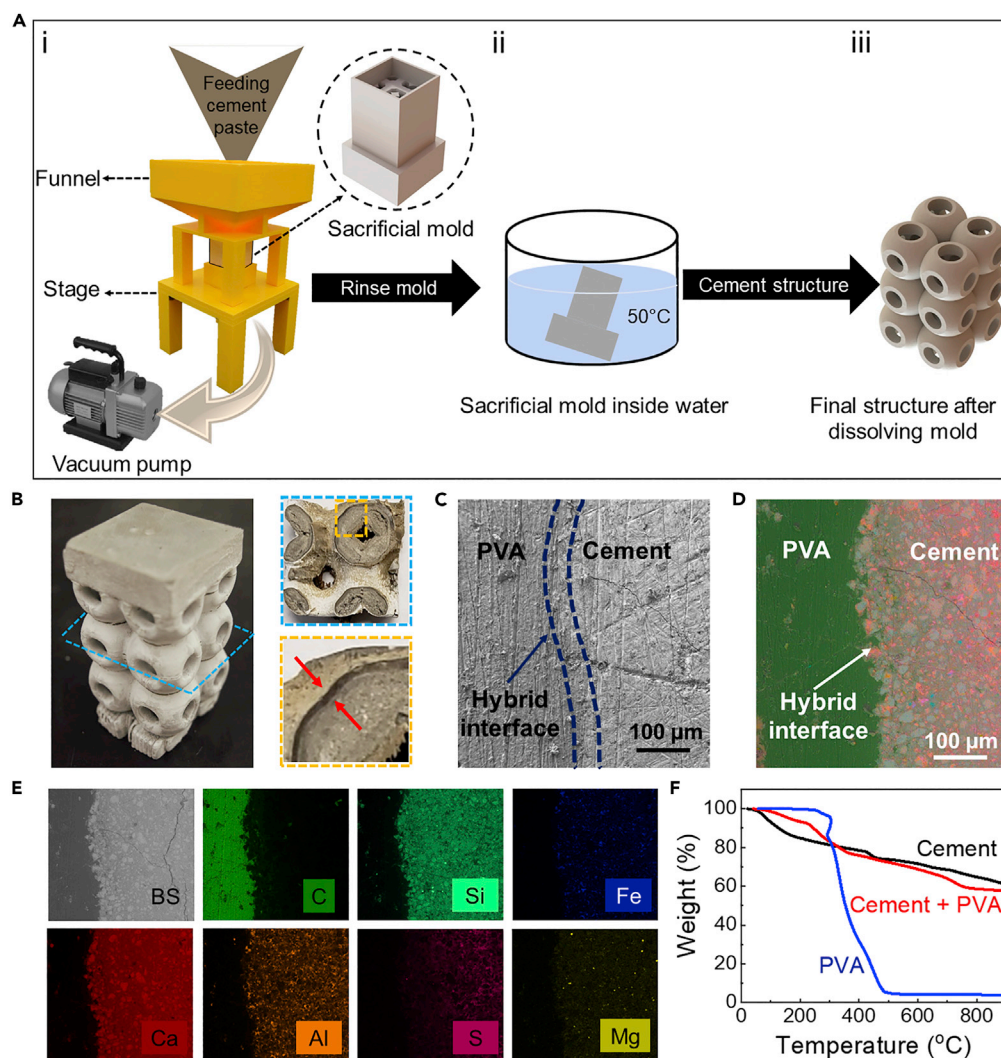 A
i
ii
iii
Feeding
cement
paste
Funnel
Sacrificial mold
Stage
Rinse mold
50°C
Cement structure
Vacuum pump
Sacrificial mold inside water
Final structure after
dissolving mold
B
C
PVA
Cement
Hybrid
interface
100 µm
D
PVA
Cement
Hybrid
interface
100 µm
E
BS
C
Si
Fe
Ca
Al
S
Mg
F
100
80
60
40
20
0
Weight (%)
Cement
Cement + PVA
PVA
0
200
400
600
800
Temperature (°C)